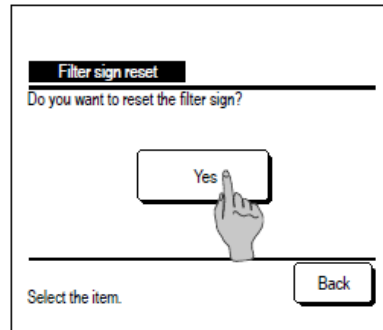 Filter sign reset
Do you want to reset the filter sign?
Yes
Back
Select the item.